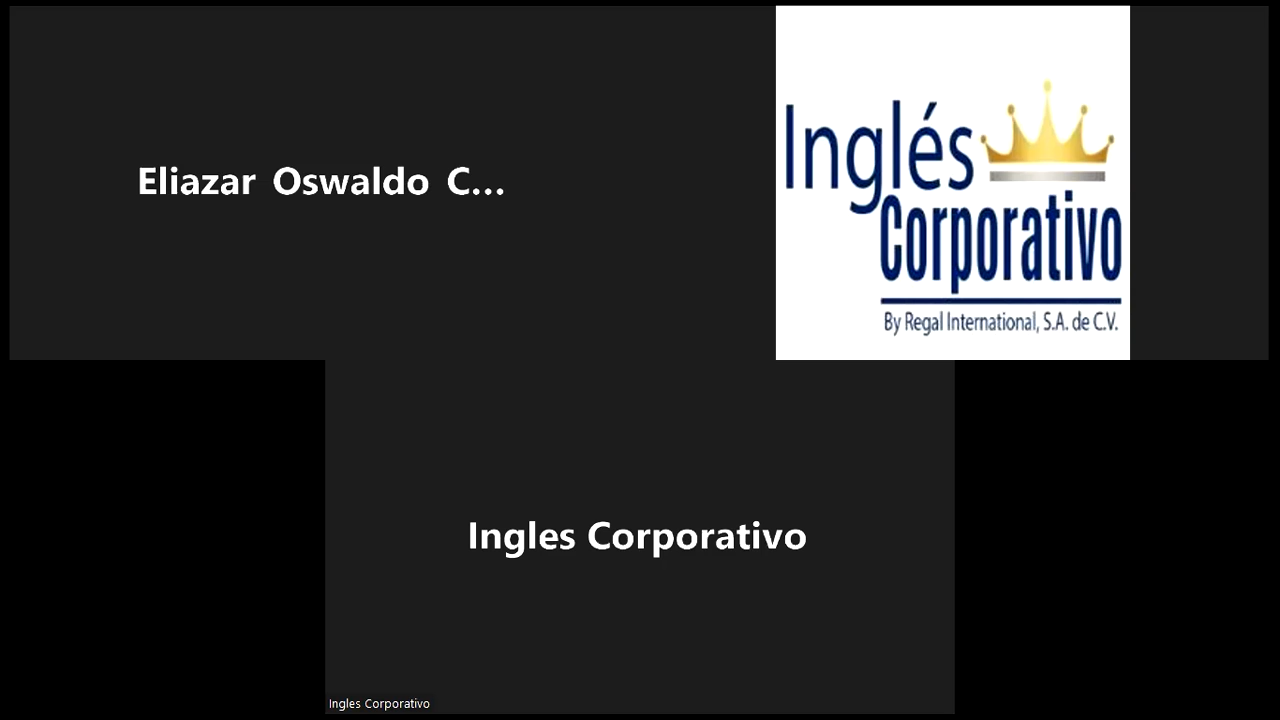 Eliazar Oswaldo C...
Inglés
Corporativo
By Regal International, S.A. de C.V.
Ingles Corporativo
Ingles Corporativo